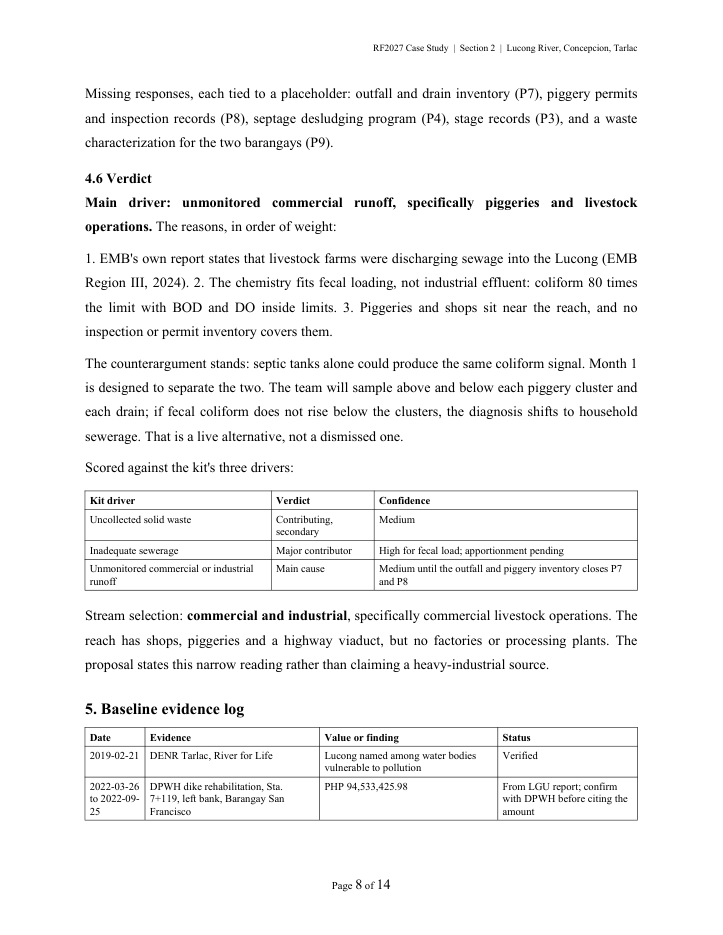 RF2027 Case Study | Section 2 | Lucong River, Concepcion, Tarlac
Missing responses, each tied to a placeholder: outfall and drain inventory (P7), piggery permits
and inspection records (P8), septage desludging program (P4), stage records (P3), and a waste
characterization for the two barangays (P9).
4.6 Verdict
Main driver: unmonitored commercial runoff, specifically piggeries and livestock
operations. The reasons, in order of weight:
1. EMB's own report states that livestock farms were discharging sewage into the Lucong (EMB
Region III, 2024). 2. The chemistry fits fecal loading, not industrial effluent: coliform 80 times
the limit with BOD and DO inside limits. 3. Piggeries and shops sit near the reach, and no
inspection or permit inventory covers them.
The counterargument stands: septic tanks alone could produce the same coliform signal. Month 1
is designed to separate the two. The team will sample above and below each piggery cluster and
each drain; if fecal coliform does not rise below the clusters, the diagnosis shifts to household
sewerage. That is a live alternative, not a dismissed one.
Scored against the kit's three drivers:
Kit driver Verdict Confidence
Uncollected solid waste Contributing, Medium
secondary
Inadequate sewerage Major contributor High for fecal load; apportionment pending
Unmonitored commercial or industrial Main cause Medium until the outfall and piggery inventory closes P7
runoff and P8
Stream selection: commercial and industrial, specifically commercial livestock operations. The
reach has shops, piggeries and a highway viaduct, but no factories or processing plants. The
proposal states this narrow reading rather than claiming a heavy-industrial source.
5. Baseline evidence log
Date Evidence Value or finding Status
2019-02-21 DENR Tarlac, River for Life Lucong named among water bodies Verified
vulnerable to pollution
2022-03-26 DPWH dike rehabilitation, Sta. PHP 94,533,425.98 From LGU report; confirm
to 2022-09- 7+119, left bank, Barangay San with DPWH before citing the
25 Francisco amount
Page 8 of 14